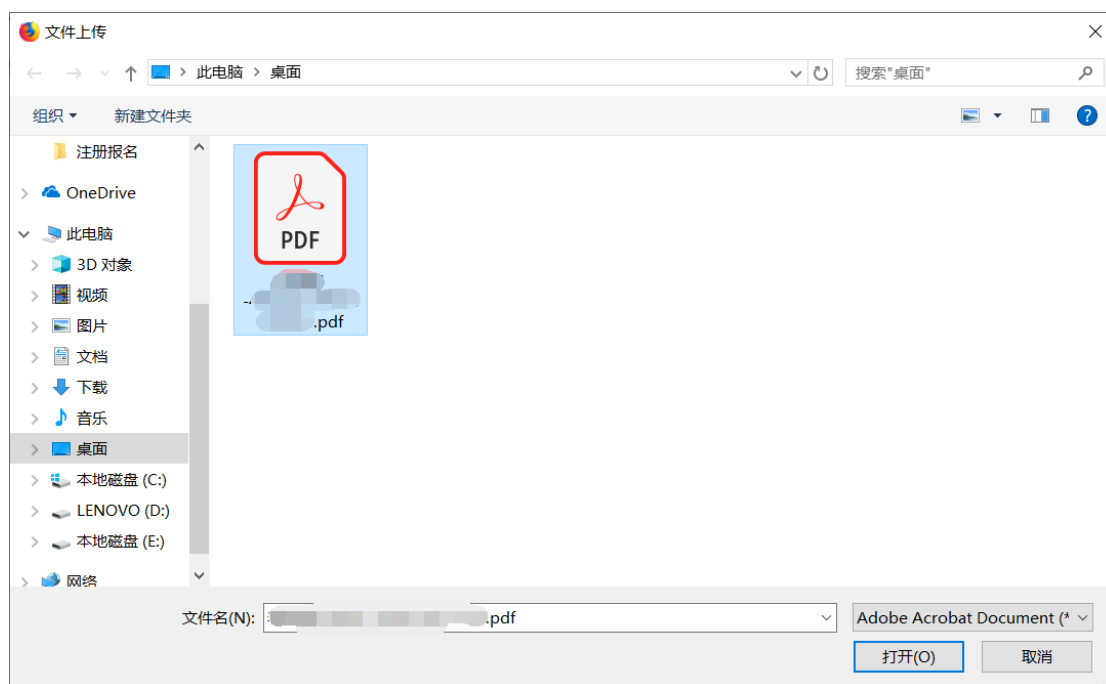 文件上传
此电脑 > 桌面
搜索"桌面"
组织
新建文件夹
注册报名
OneDrive
此电脑
3D 对象
视频
图片
文档
下载
音乐
桌面
本地磁盘 (C:)
LENOVO (D:)
本地磁盘 (E:)
网络
PDF
.pdf
文件名(N):
.pdf
Adobe Acrobat Document (*
打开(O)
取消